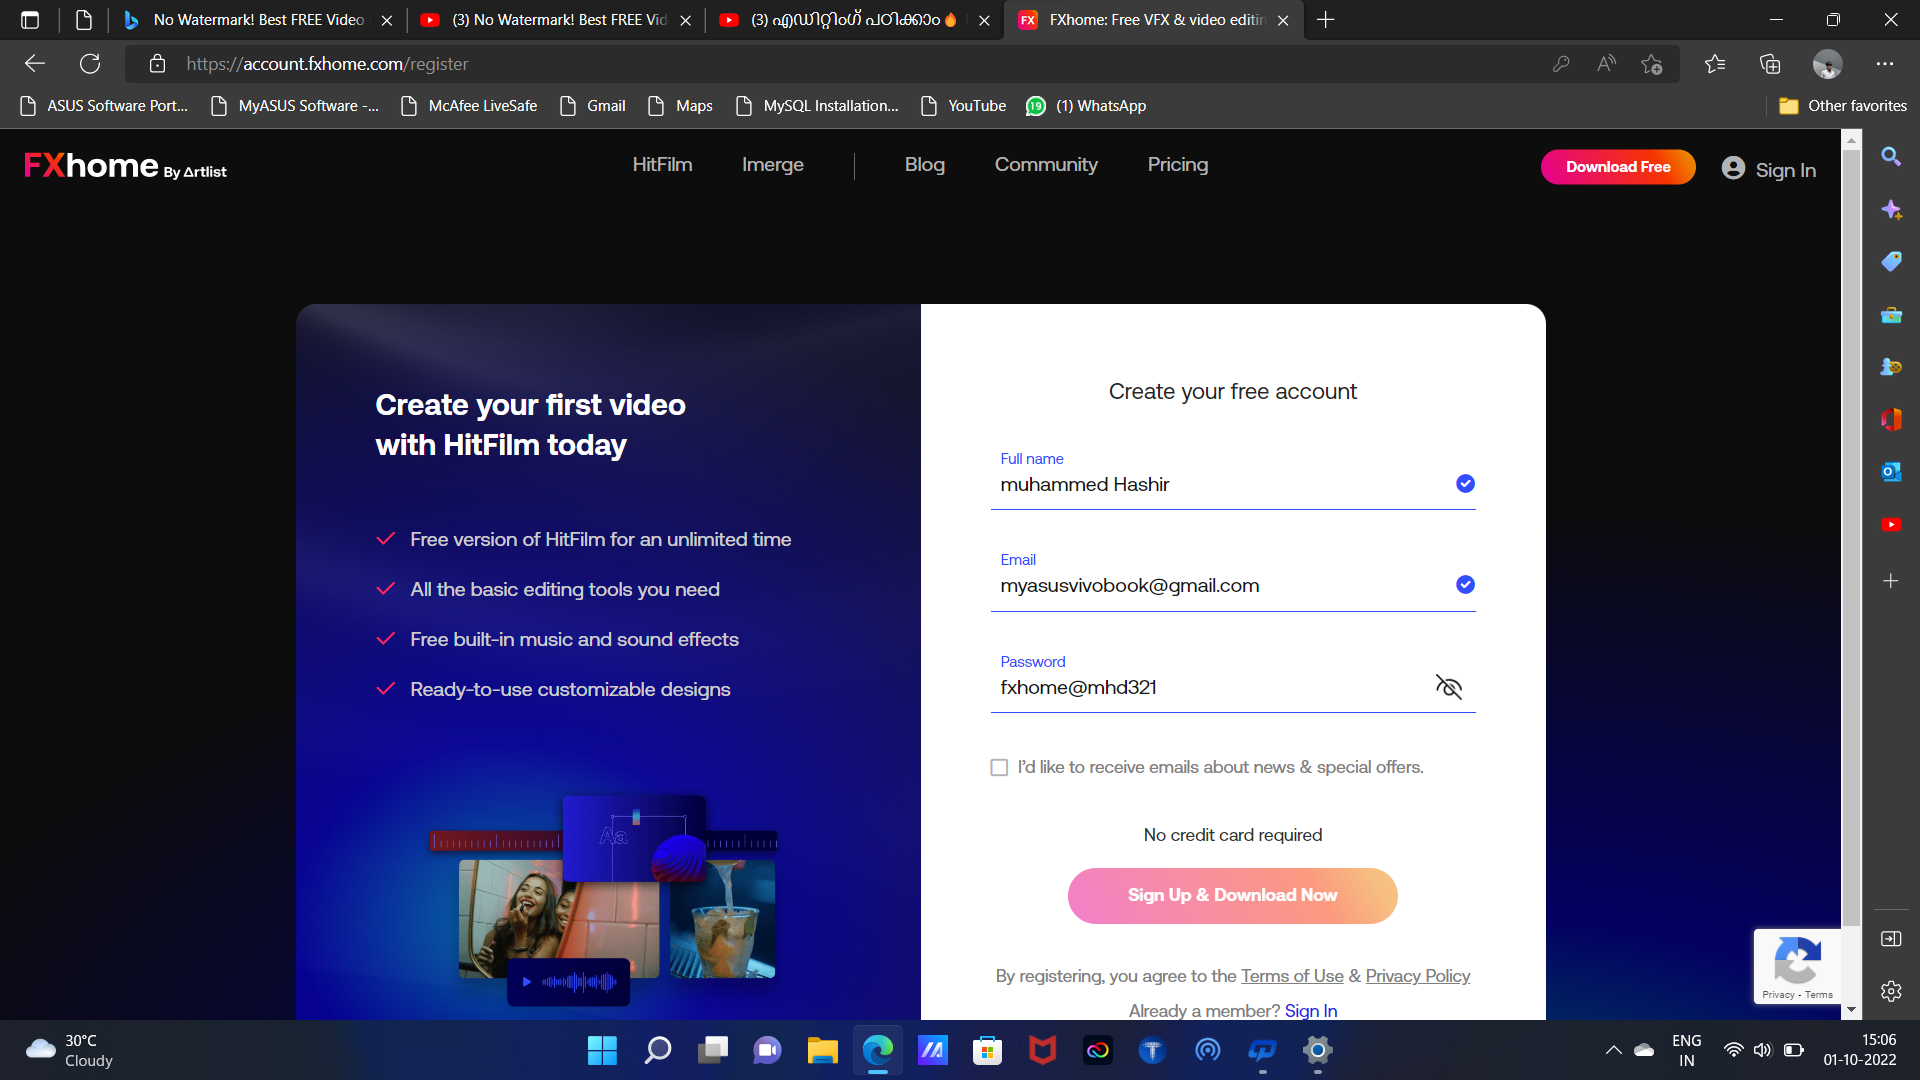 No Watermark! Best FREE Video
(3) No Watermark! Best FREE Vid
(3) എഡിറ്റിംഗ് പഠിക്കാം🔥
FX
FXhome: Free VFX & video editin
https://account.fxhome.com/register
ASUS Software Port...
MyASUS Software -...
McAfee LiveSafe
Gmail
Maps
MySQL Installation...
YouTube
19
(1) WhatsApp
Other favorites
FXhome By Artlist
HitFilm
Imerge
Blog
Community
Pricing
Download Free
Sign In
Create your first video
with HitFilm today
Free version of HitFilm for an unlimited time
All the basic editing tools you need
Free built-in music and sound effects
Ready-to-use customizable designs
Aa
Create your free account
Full name
muhammed Hashir
Email
myasusvivobook@gmail.com
Password
fxhome@mhd321
I'd like to receive emails about news & special offers.
No credit card required
Sign Up & Download Now
By registering, you agree to the Terms of Use & Privacy Policy
Already a member? Sign In
Privacy - Terms
30°C
Cloudy
ENG
IN
15:06
01-10-2022